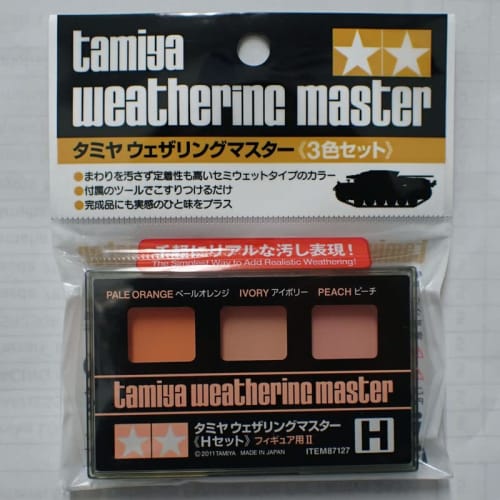 tamiya
weathering master
タミヤ ウェザリングマスター《3色セット》
●まわりを汚さず定着性も高いセミウェットタイプのカラー
●付属のツールでこすりつけるだけ
●完成品にも実感のひと味をプラス
手軽にリアルな汚し表現!
The Simplest Way to Add Realistic Weathering!
PALE ORANGE ペールオレンジ IVORY アイボリー PEACH ピーチ
tamiya weathering master
タミヤ ウェザリングマスター
《Hセット》フィギュア用II
©2011 TAMIYA MADE IN JAPAN ITEM87127
H